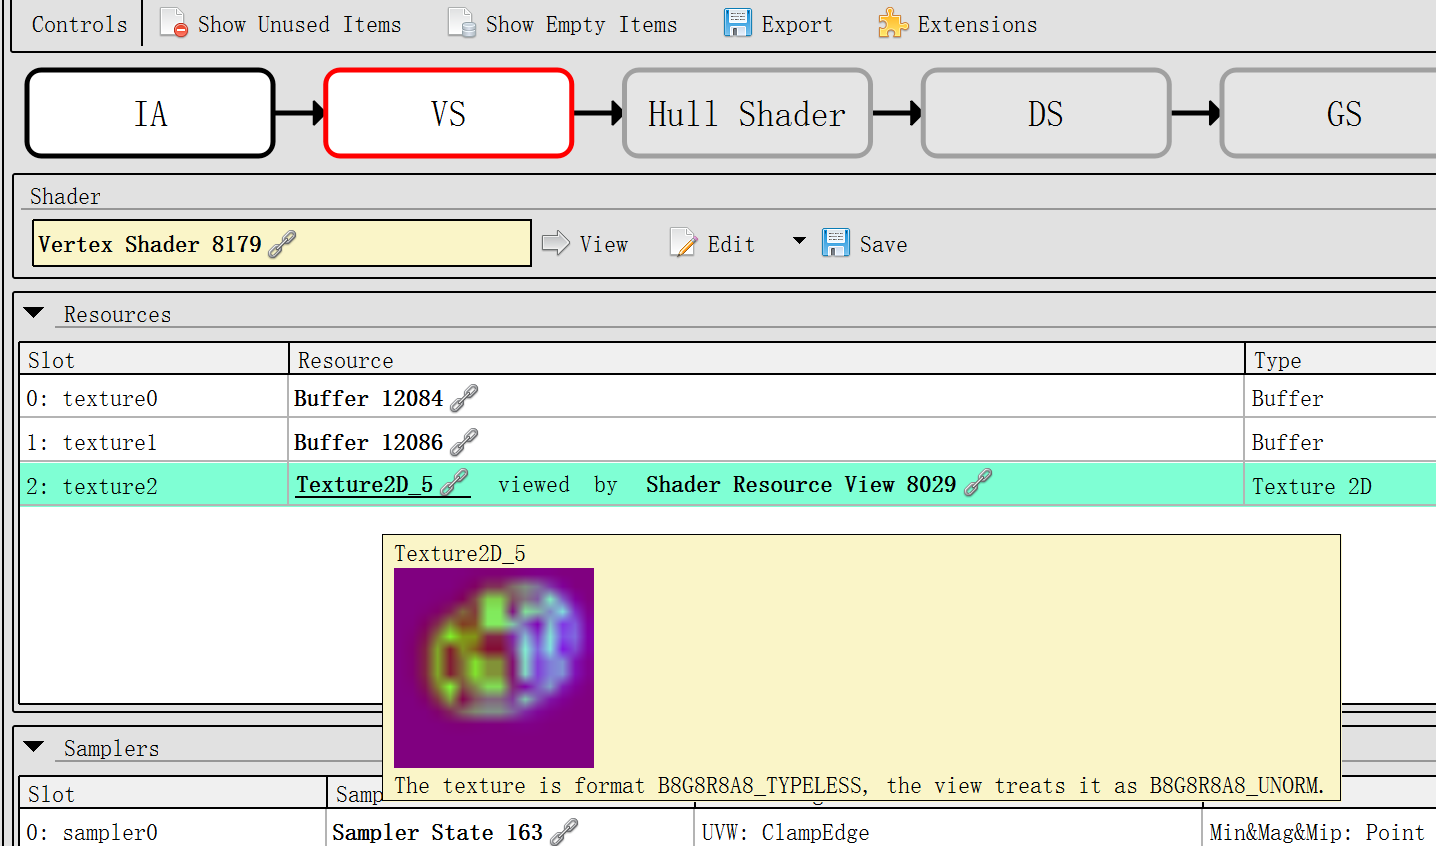 Controls Show Unused Items Show Empty Items Export Extensions
IA VS Hull Shader DS GS
Shader
Vertex Shader 8179 View Edit Save
Resources
Slot Resource Type
0: texture0 Buffer 12084 Buffer
1: texture1 Buffer 12086 Buffer
2: texture2 Texture2D_5 viewed by Shader Resource View 8029 Texture 2D
Texture2D_5
The texture is format B8G8R8A8_TYPELESS, the view treats it as B8G8R8A8_UNORM.
Samplers
Slot Samp
0: sampler0 Sampler State 163 UVW: ClampEdge Min&Mag&Mip: Point